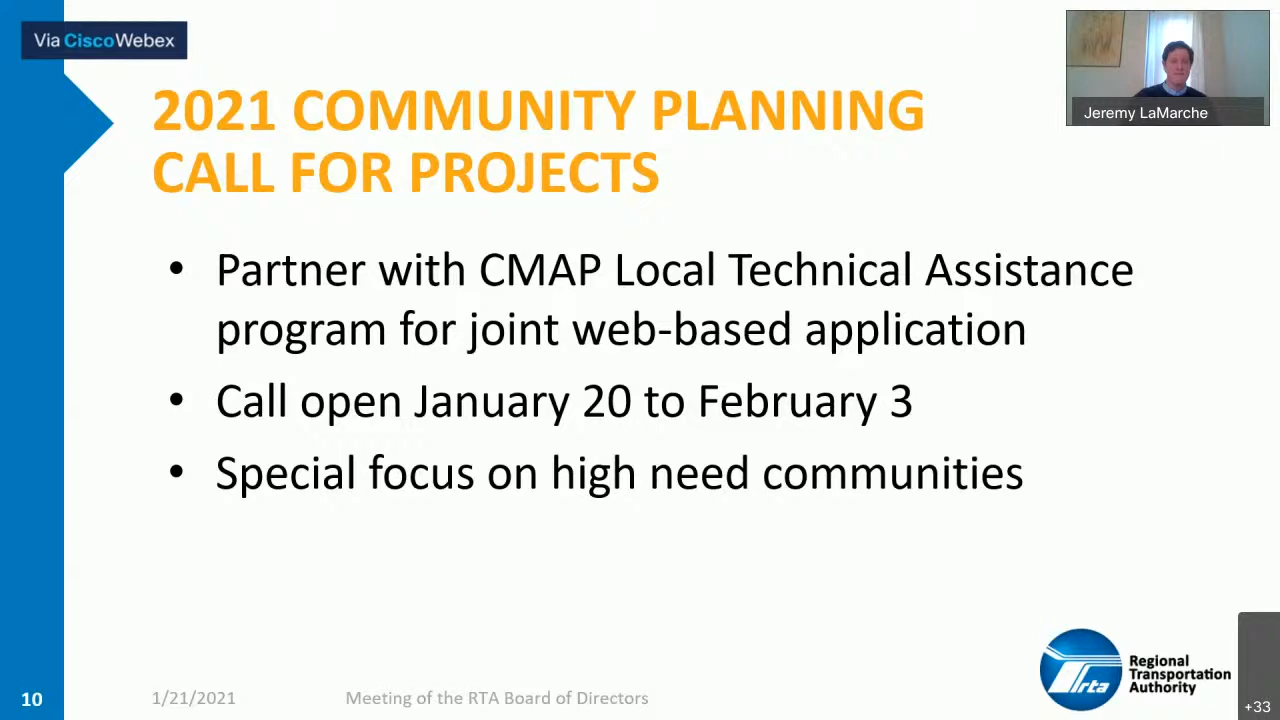 Via CiscoWebex
2021 COMMUNITY PLANNING
CALL FOR PROJECTS
Jeremy LaMarche
• Partner with CMAP Local Technical Assistance
program for joint web-based application
• Call open January 20 to February 3
• Special focus on high need communities
rta
Regional
Transportation
Authority
10
1/21/2021
Meeting of the RTA Board of Directors
+33